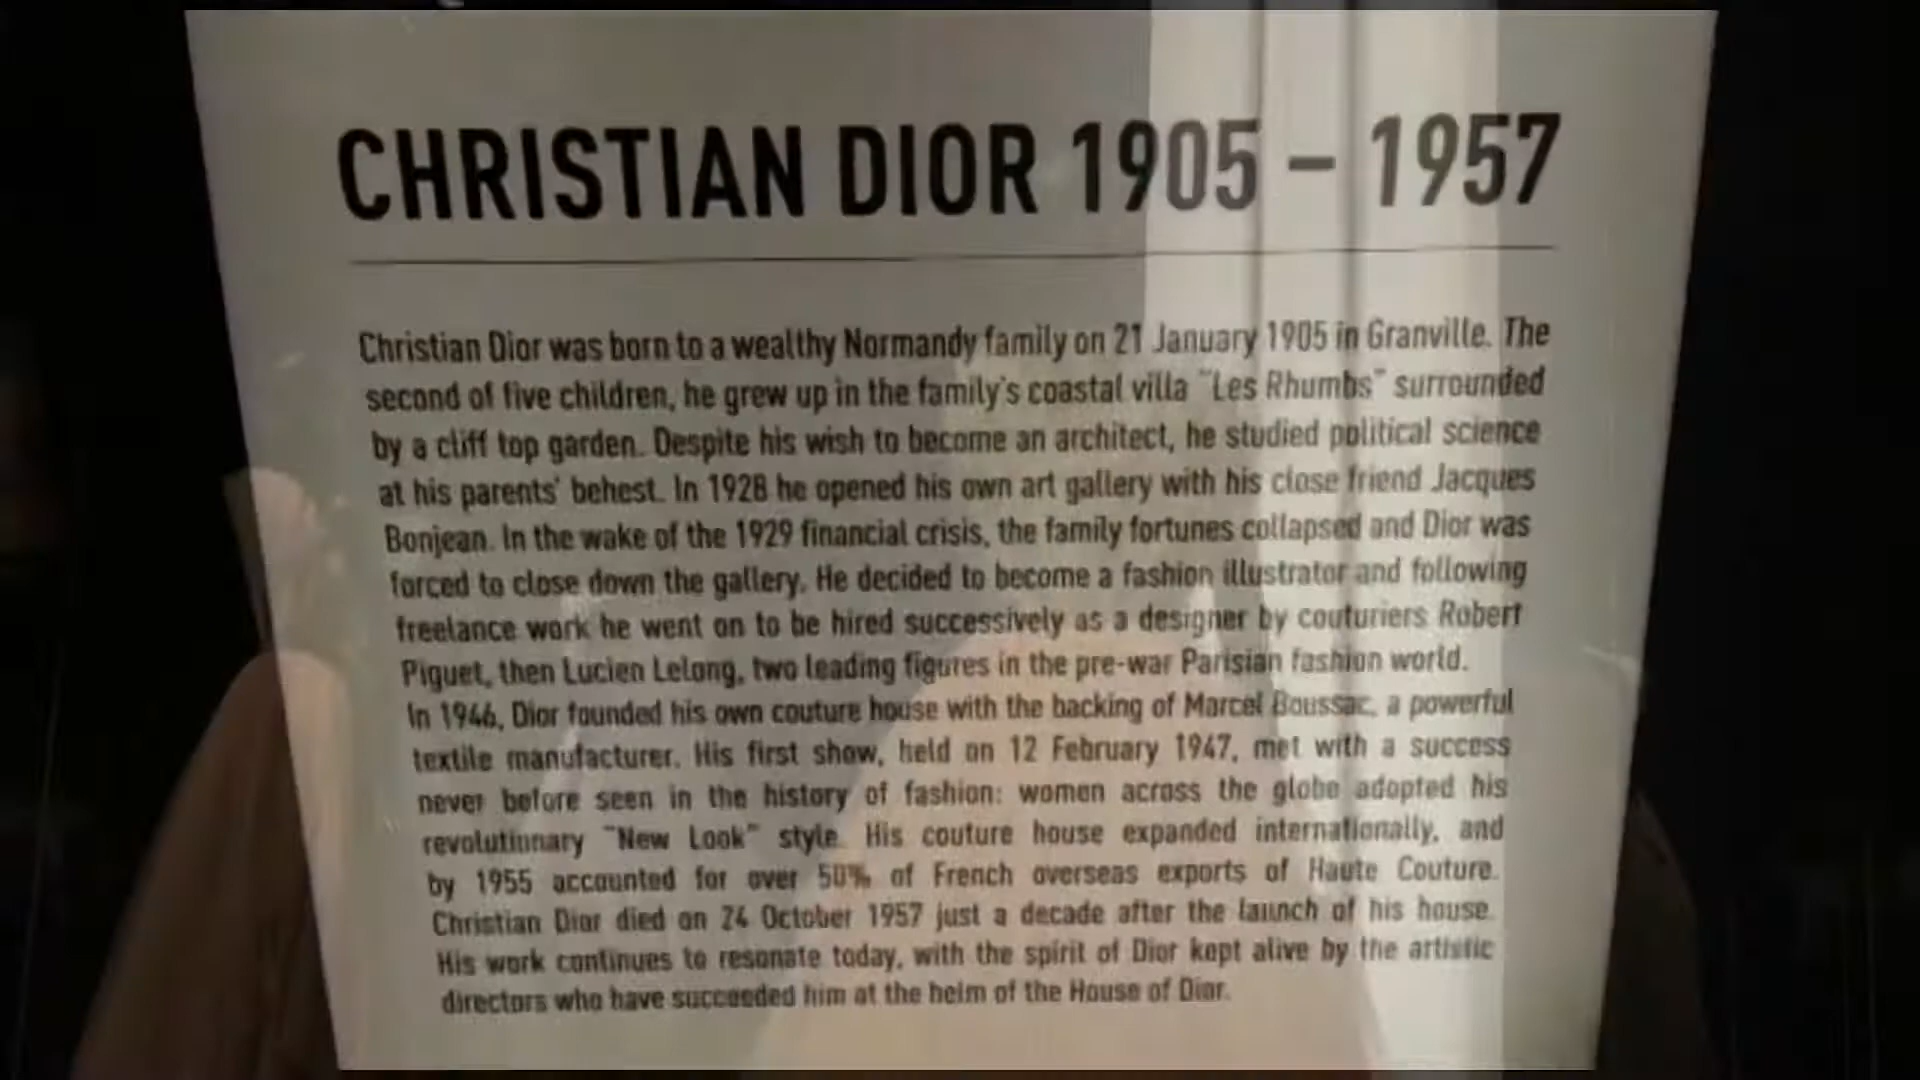 CHRISTIAN DIOR 1905 – 1957
Christian Dior was born to a wealthy Normandy family on 21 January 1905 in Granville. The
second of five children, he grew up in the family's coastal villa "Les Rhumbs" surrounded
by a cliff top garden. Despite his wish to become an architect, he studied political science
at his parents' behest. In 1928 he opened his own art gallery with his close friend Jacques
Bonjean. In the wake of the 1929 financial crisis, the family fortunes collapsed and Dior was
forced to close down the gallery. He decided to become a fashion illustrator and following
freelance work he went on to be hired successively as a designer by couturiers Robert
Piguet, then Lucien Lelong, two leading figures in the pre-war Parisian fashion world.
In 1946, Dior founded his own couture house with the backing of Marcel Boussac, a powerful
textile manufacturer. His first show, held on 12 February 1947, met with a success
never before seen in the history of fashion: women across the globe adopted his
revolutionary "New Look" style. His couture house expanded internationally, and
by 1955 accounted for over 50% of French overseas exports of Haute Couture.
Christian Dior died on 24 October 1957 just a decade after the launch of his house.
His work continues to resonate today, with the spirit of Dior kept alive by the artistic
directors who have succeeded him at the helm of the House of Dior.